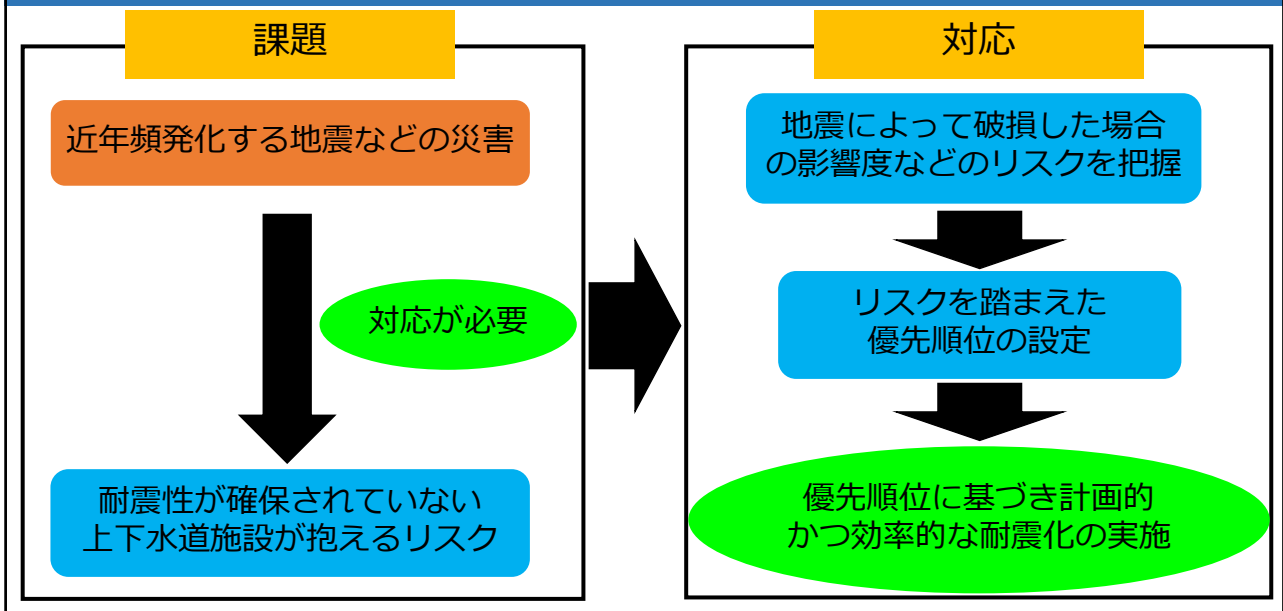 課題
近年頻発化する地震などの災害
対応が必要
耐震性が確保されていない
上下水道施設が抱えるリスク
対応
地震によって破損した場合
の影響度などのリスクを把握
リスクを踏まえた
優先順位の設定
優先順位に基づき計画的
かつ効率的な耐震化の実施